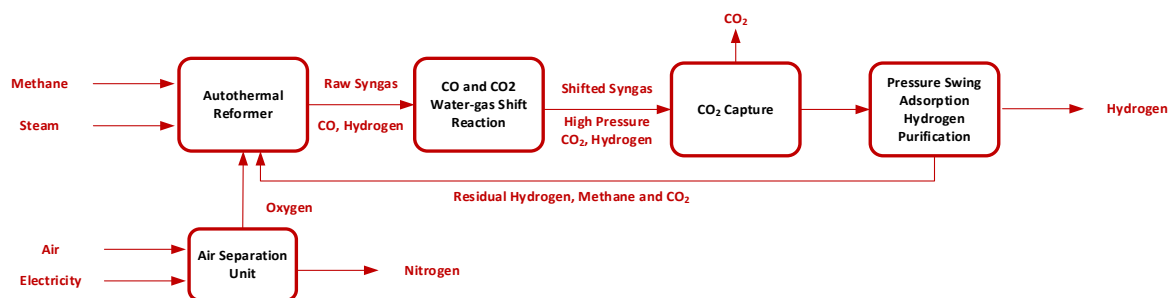 CO₂
Methane
Steam
Autothermal
Reformer
Raw Syngas
CO, Hydrogen
CO and CO2
Water-gas Shift
Reaction
Shifted Syngas
High Pressure
CO₂, Hydrogen
CO₂ Capture
Pressure Swing
Adsorption
Hydrogen
Purification
Hydrogen
Residual Hydrogen, Methane and CO₂
Oxygen
Air
Electricity
Air Separation
Unit
Nitrogen